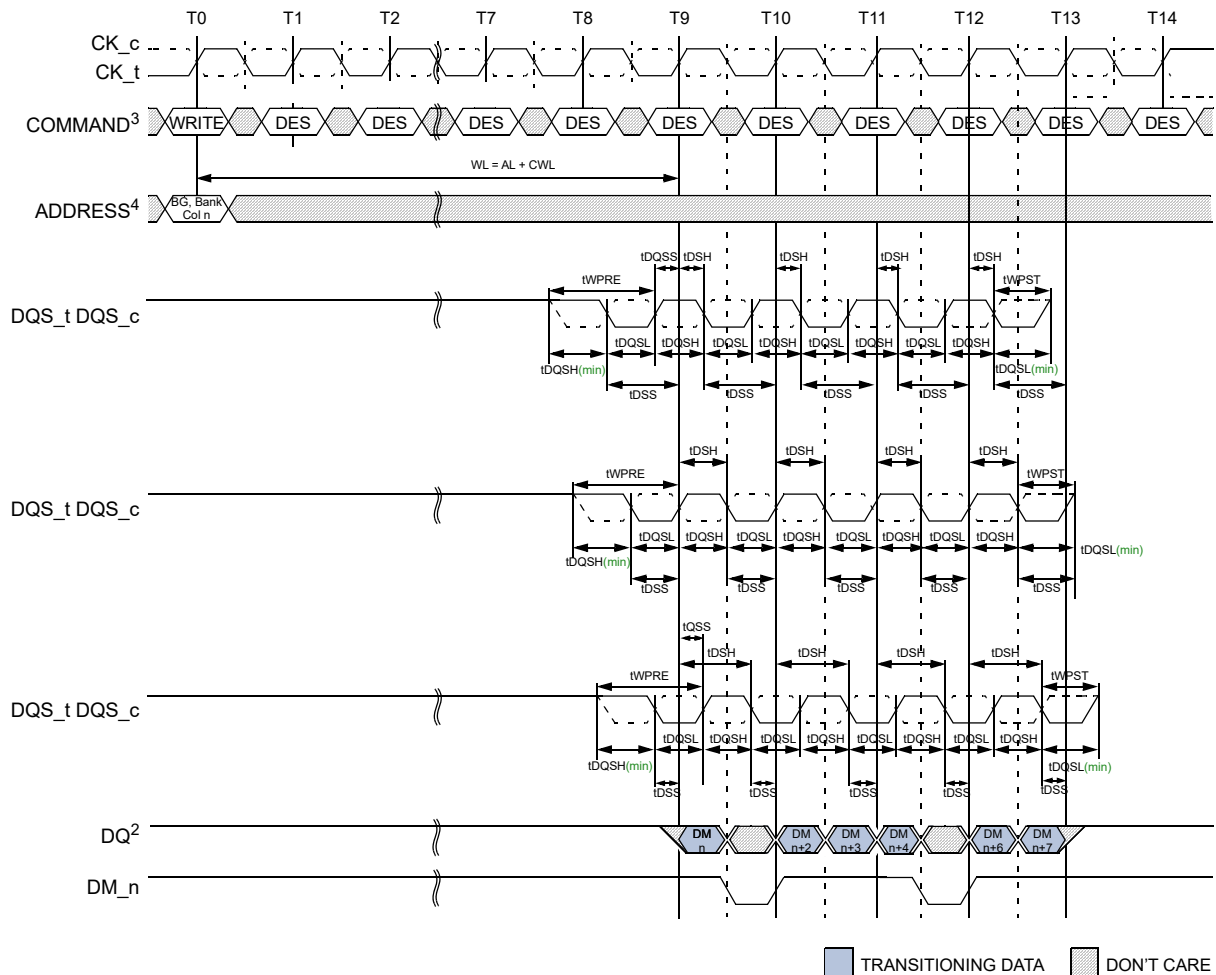 T0 T1 T2 T7 T8 T9 T10 T11 T12 T13 T14
CK_c
CK_t
COMMAND3 WRITE DES DES DES DES DES DES DES DES DES DES
WL = AL + CWL
ADDRESS4 BG, Bank
Col n
tDQSS tDSH tDSH tDSH tDSH
tWPRE tWPST
DQS_t DQS_c
tDQSL tDQSH tDQSL tDQSH tDQSL tDQSH tDQSL tDQSH
tDQSH(min) tDQSL(min)
tDSS tDSS tDSS tDSS tDSS
tDSH tDSH tDSH tDSH
tWPRE tWPST
DQS_t DQS_c
tDQSL tDQSH tDQSL tDQSH tDQSL tDQSH tDQSL tDQSH
tDQSH(min) tDQSL(min)
tDSS tDSS tDSS tDSS tDSS
tQSS
tDSH tDSH tDSH tDSH
tWPRE tWPST
DQS_t DQS_c
tDQSL tDQSH tDQSL tDQSH tDQSL tDQSH tDQSL tDQSH
tDQSH(min) tDQSL(min)
tDSS tDSS tDSS tDSS tDSS
DQ2 DM DM DM DM DM DM
n n+2 n+3 n+4 n+6 n+7
DM_n
TRANSITIONING DATA DON'T CARE